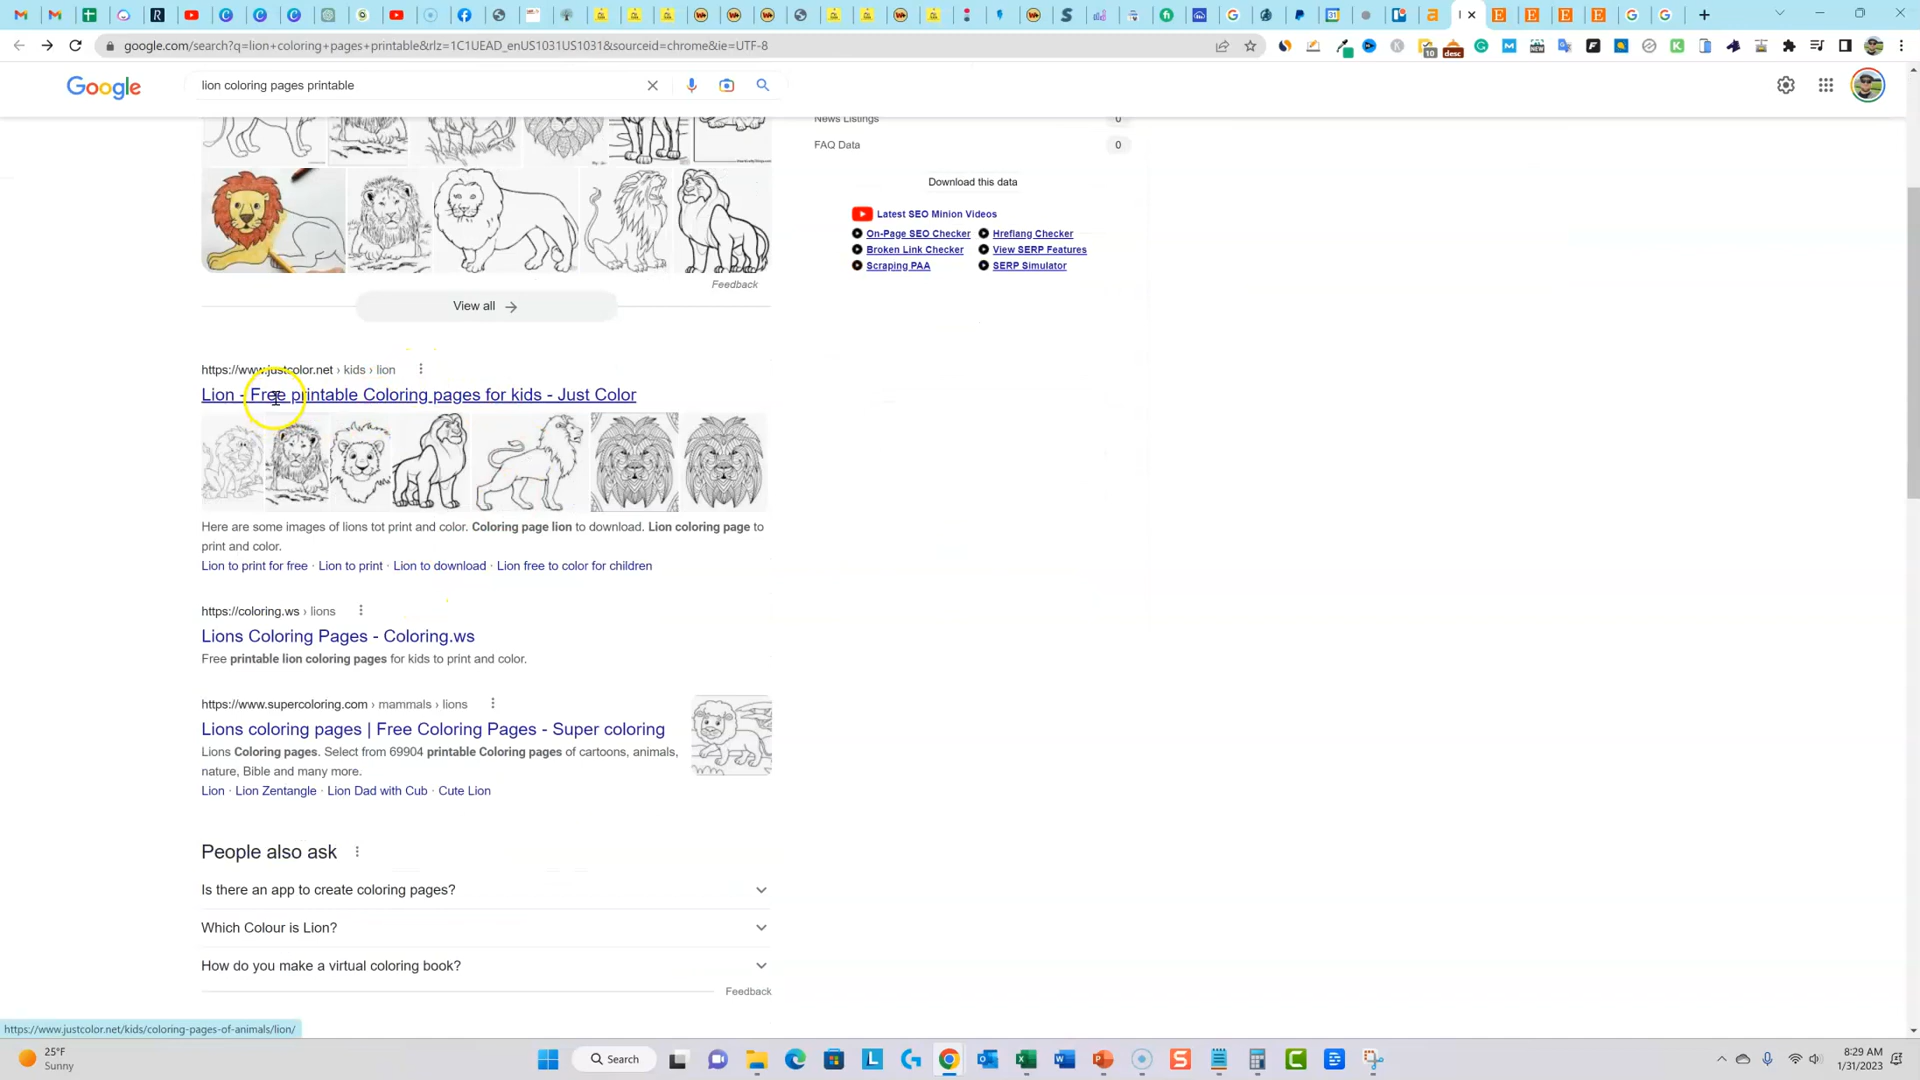 google.com/search?q=lion+coloring+pages+printable&rlz=1C1UEAD_enUS1031US1031&sourceid=chrome&ie=UTF-8
Google
lion coloring pages printable
News Listings
0
FAQ Data
0
Download this data
Latest SEO Minion Videos
On-Page SEO Checker
Hreflang Checker
Broken Link Checker
View SERP Features
Scraping PAA
SERP Simulator
Feedback
View all
https://www.justcolor.net › kids › lion
Lion - Free printable Coloring pages for kids - Just Color
Here are some images of lions tot print and color. Coloring page lion to download. Lion coloring page to
print and color.
Lion to print for free · Lion to print · Lion to download · Lion free to color for children
https://coloring.ws › lions
Lions Coloring Pages - Coloring.ws
Free printable lion coloring pages for kids to print and color.
https://www.supercoloring.com › mammals › lions
Lions coloring pages | Free Coloring Pages - Super coloring
Lions Coloring pages. Select from 69904 printable Coloring pages of cartoons, animals,
nature, Bible and many more.
Lion · Lion Zentangle · Lion Dad with Cub · Cute Lion
People also ask
Is there an app to create coloring pages?
Which Colour is Lion?
How do you make a virtual coloring book?
Feedback
https://www.justcolor.net/kids/coloring-pages-of-animals/lion/
25°F
Sunny
Search
8:29 AM
1/31/2023